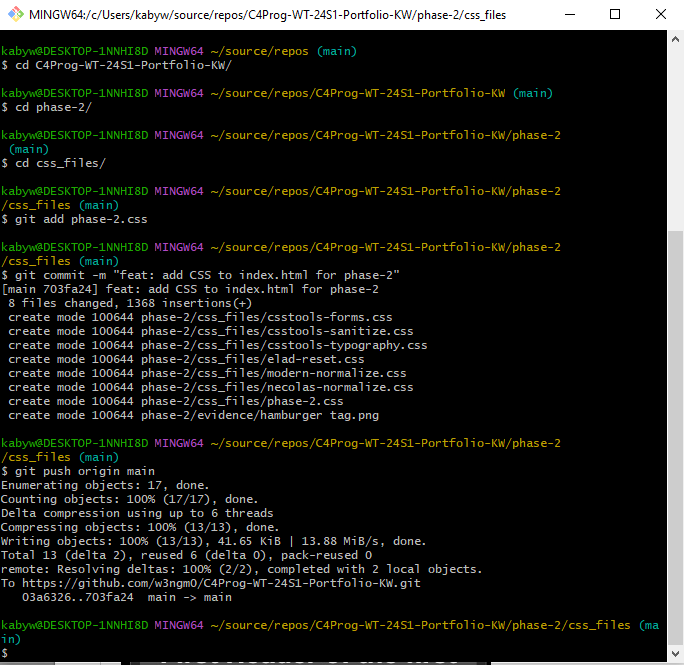 MINGW64:/c/Users/kabyw/source/repos/C4Prog-WT-24S1-Portfolio-KW/phase-2/css_files
kabyw@DESKTOP-1NNHI8D MINGW64 ~/source/repos (main)
$ cd C4Prog-WT-24S1-Portfolio-KW/
kabyw@DESKTOP-1NNHI8D MINGW64 ~/source/repos/C4Prog-WT-24S1-Portfolio-KW (main)
$ cd phase-2/
kabyw@DESKTOP-1NNHI8D MINGW64 ~/source/repos/C4Prog-WT-24S1-Portfolio-KW/phase-2
(main)
$ cd css_files/
kabyw@DESKTOP-1NNHI8D MINGW64 ~/source/repos/C4Prog-WT-24S1-Portfolio-KW/phase-2
/css_files (main)
$ git add phase-2.css
kabyw@DESKTOP-1NNHI8D MINGW64 ~/source/repos/C4Prog-WT-24S1-Portfolio-KW/phase-2
/css_files (main)
$ git commit -m "feat: add CSS to index.html for phase-2"
[main 703fa24] feat: add CSS to index.html for phase-2
8 files changed, 1368 insertions(+)
create mode 100644 phase-2/css_files/csstools-forms.css
create mode 100644 phase-2/css_files/csstools-sanitize.css
create mode 100644 phase-2/css_files/csstools-typography.css
create mode 100644 phase-2/css_files/elad-reset.css
create mode 100644 phase-2/css_files/modern-normalize.css
create mode 100644 phase-2/css_files/necolas-normalize.css
create mode 100644 phase-2/css_files/phase-2.css
create mode 100644 phase-2/evidence/hamburger tag.png
kabyw@DESKTOP-1NNHI8D MINGW64 ~/source/repos/C4Prog-WT-24S1-Portfolio-KW/phase-2
/css_files (main)
$ git push origin main
Enumerating objects: 17, done.
Counting objects: 100% (17/17), done.
Delta compression using up to 6 threads
Compressing objects: 100% (13/13), done.
Writing objects: 100% (13/13), 41.65 KiB | 13.88 MiB/s, done.
Total 13 (delta 2), reused 6 (delta 0), pack-reused 0
remote: Resolving deltas: 100% (2/2), completed with 2 local objects.
To https://github.com/w3ngm0/C4Prog-WT-24S1-Portfolio-KW.git
03a6326..703fa24  main -> main
kabyw@DESKTOP-1NNHI8D MINGW64 ~/source/repos/C4Prog-WT-24S1-Portfolio-KW/phase-2/css_files (ma
in)
$